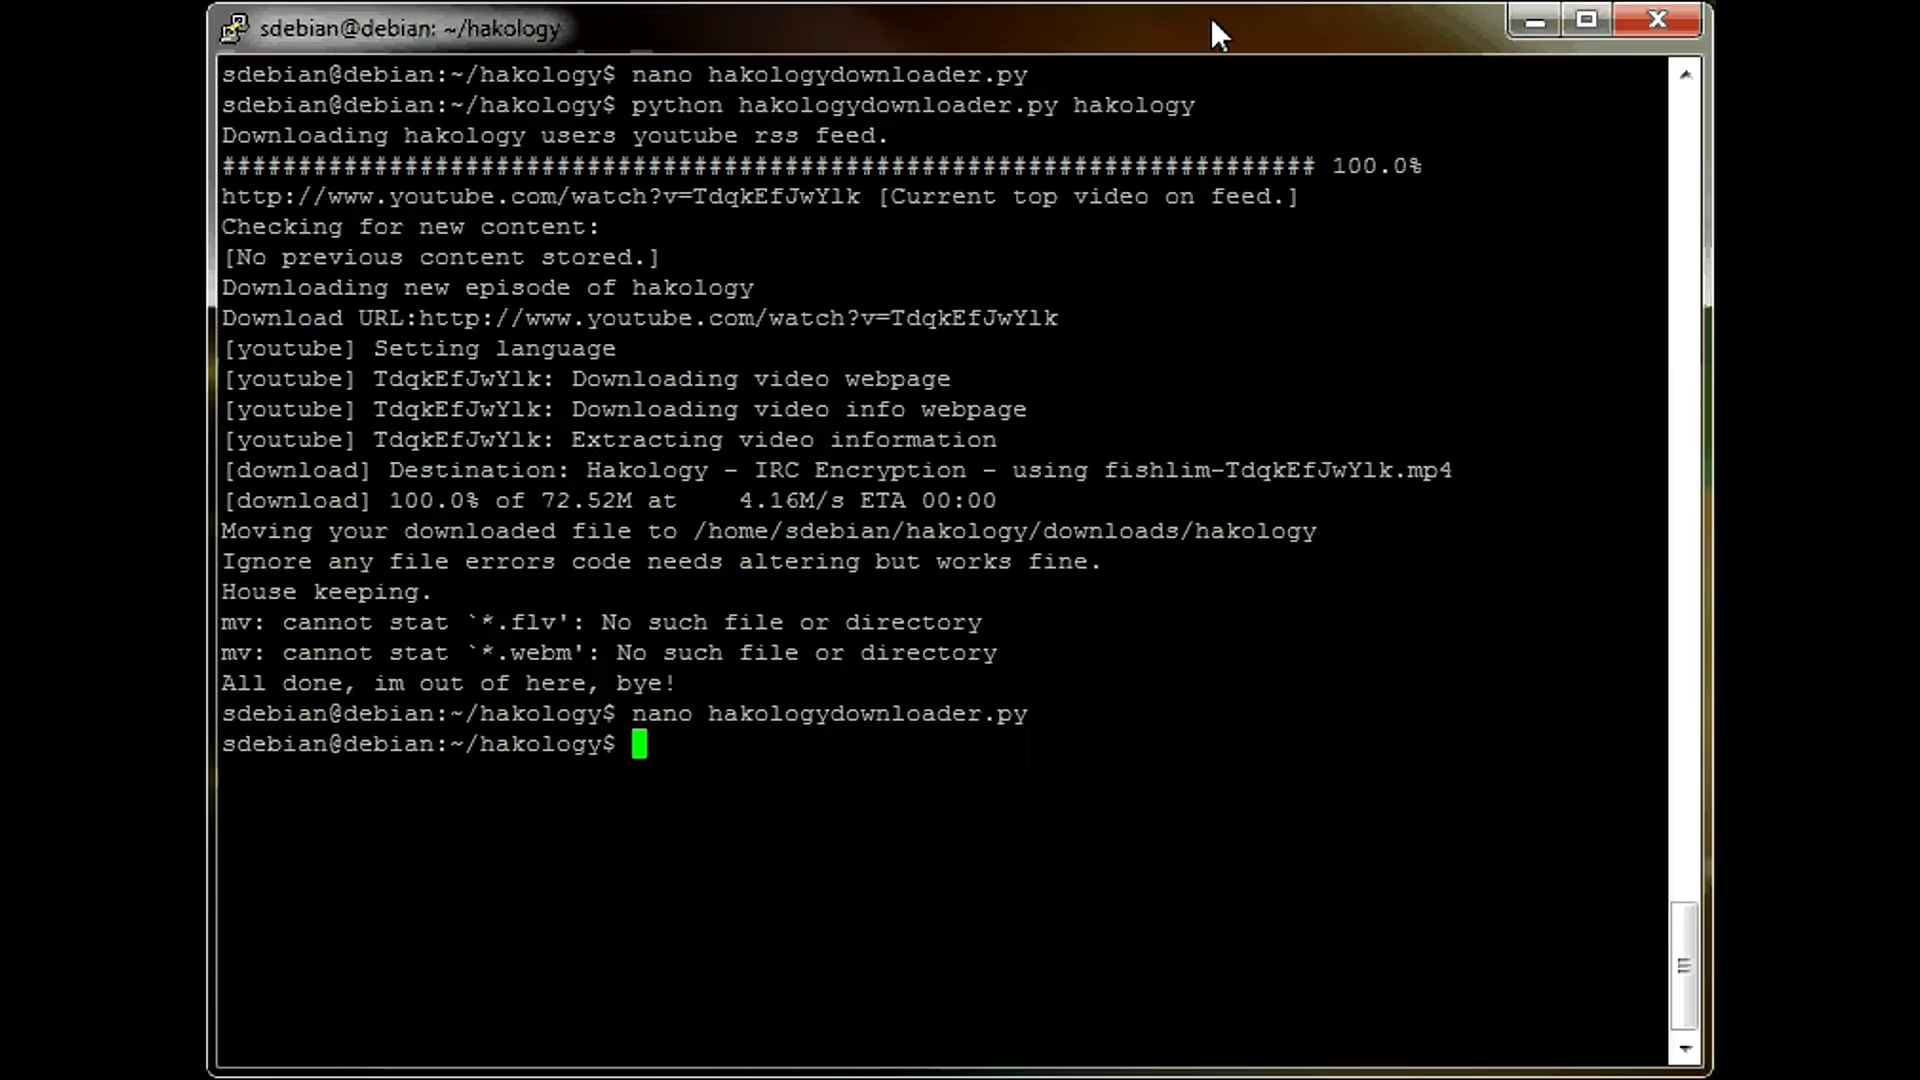 sdebian@debian: ~/hakology
sdebian@debian:~/hakology$ nano hakologydownloader.py
sdebian@debian:~/hakology$ python hakologydownloader.py hakology
Downloading hakology users youtube rss feed.
######################################################################## 100.0%
http://www.youtube.com/watch?v=TdqkEfJwYlk [Current top video on feed.]
Checking for new content:
[No previous content stored.]
Downloading new episode of hakology
Download URL:http://www.youtube.com/watch?v=TdqkEfJwYlk
[youtube] Setting language
[youtube] TdqkEfJwYlk: Downloading video webpage
[youtube] TdqkEfJwYlk: Downloading video info webpage
[youtube] TdqkEfJwYlk: Extracting video information
[download] Destination: Hakology - IRC Encryption - using fishlim-TdqkEfJwYlk.mp4
[download] 100.0% of 72.52M at    4.16M/s ETA 00:00
Moving your downloaded file to /home/sdebian/hakology/downloads/hakology
Ignore any file errors code needs altering but works fine.
House keeping.
mv: cannot stat `*.flv': No such file or directory
mv: cannot stat `*.webm': No such file or directory
All done, im out of here, bye!
sdebian@debian:~/hakology$ nano hakologydownloader.py
sdebian@debian:~/hakology$